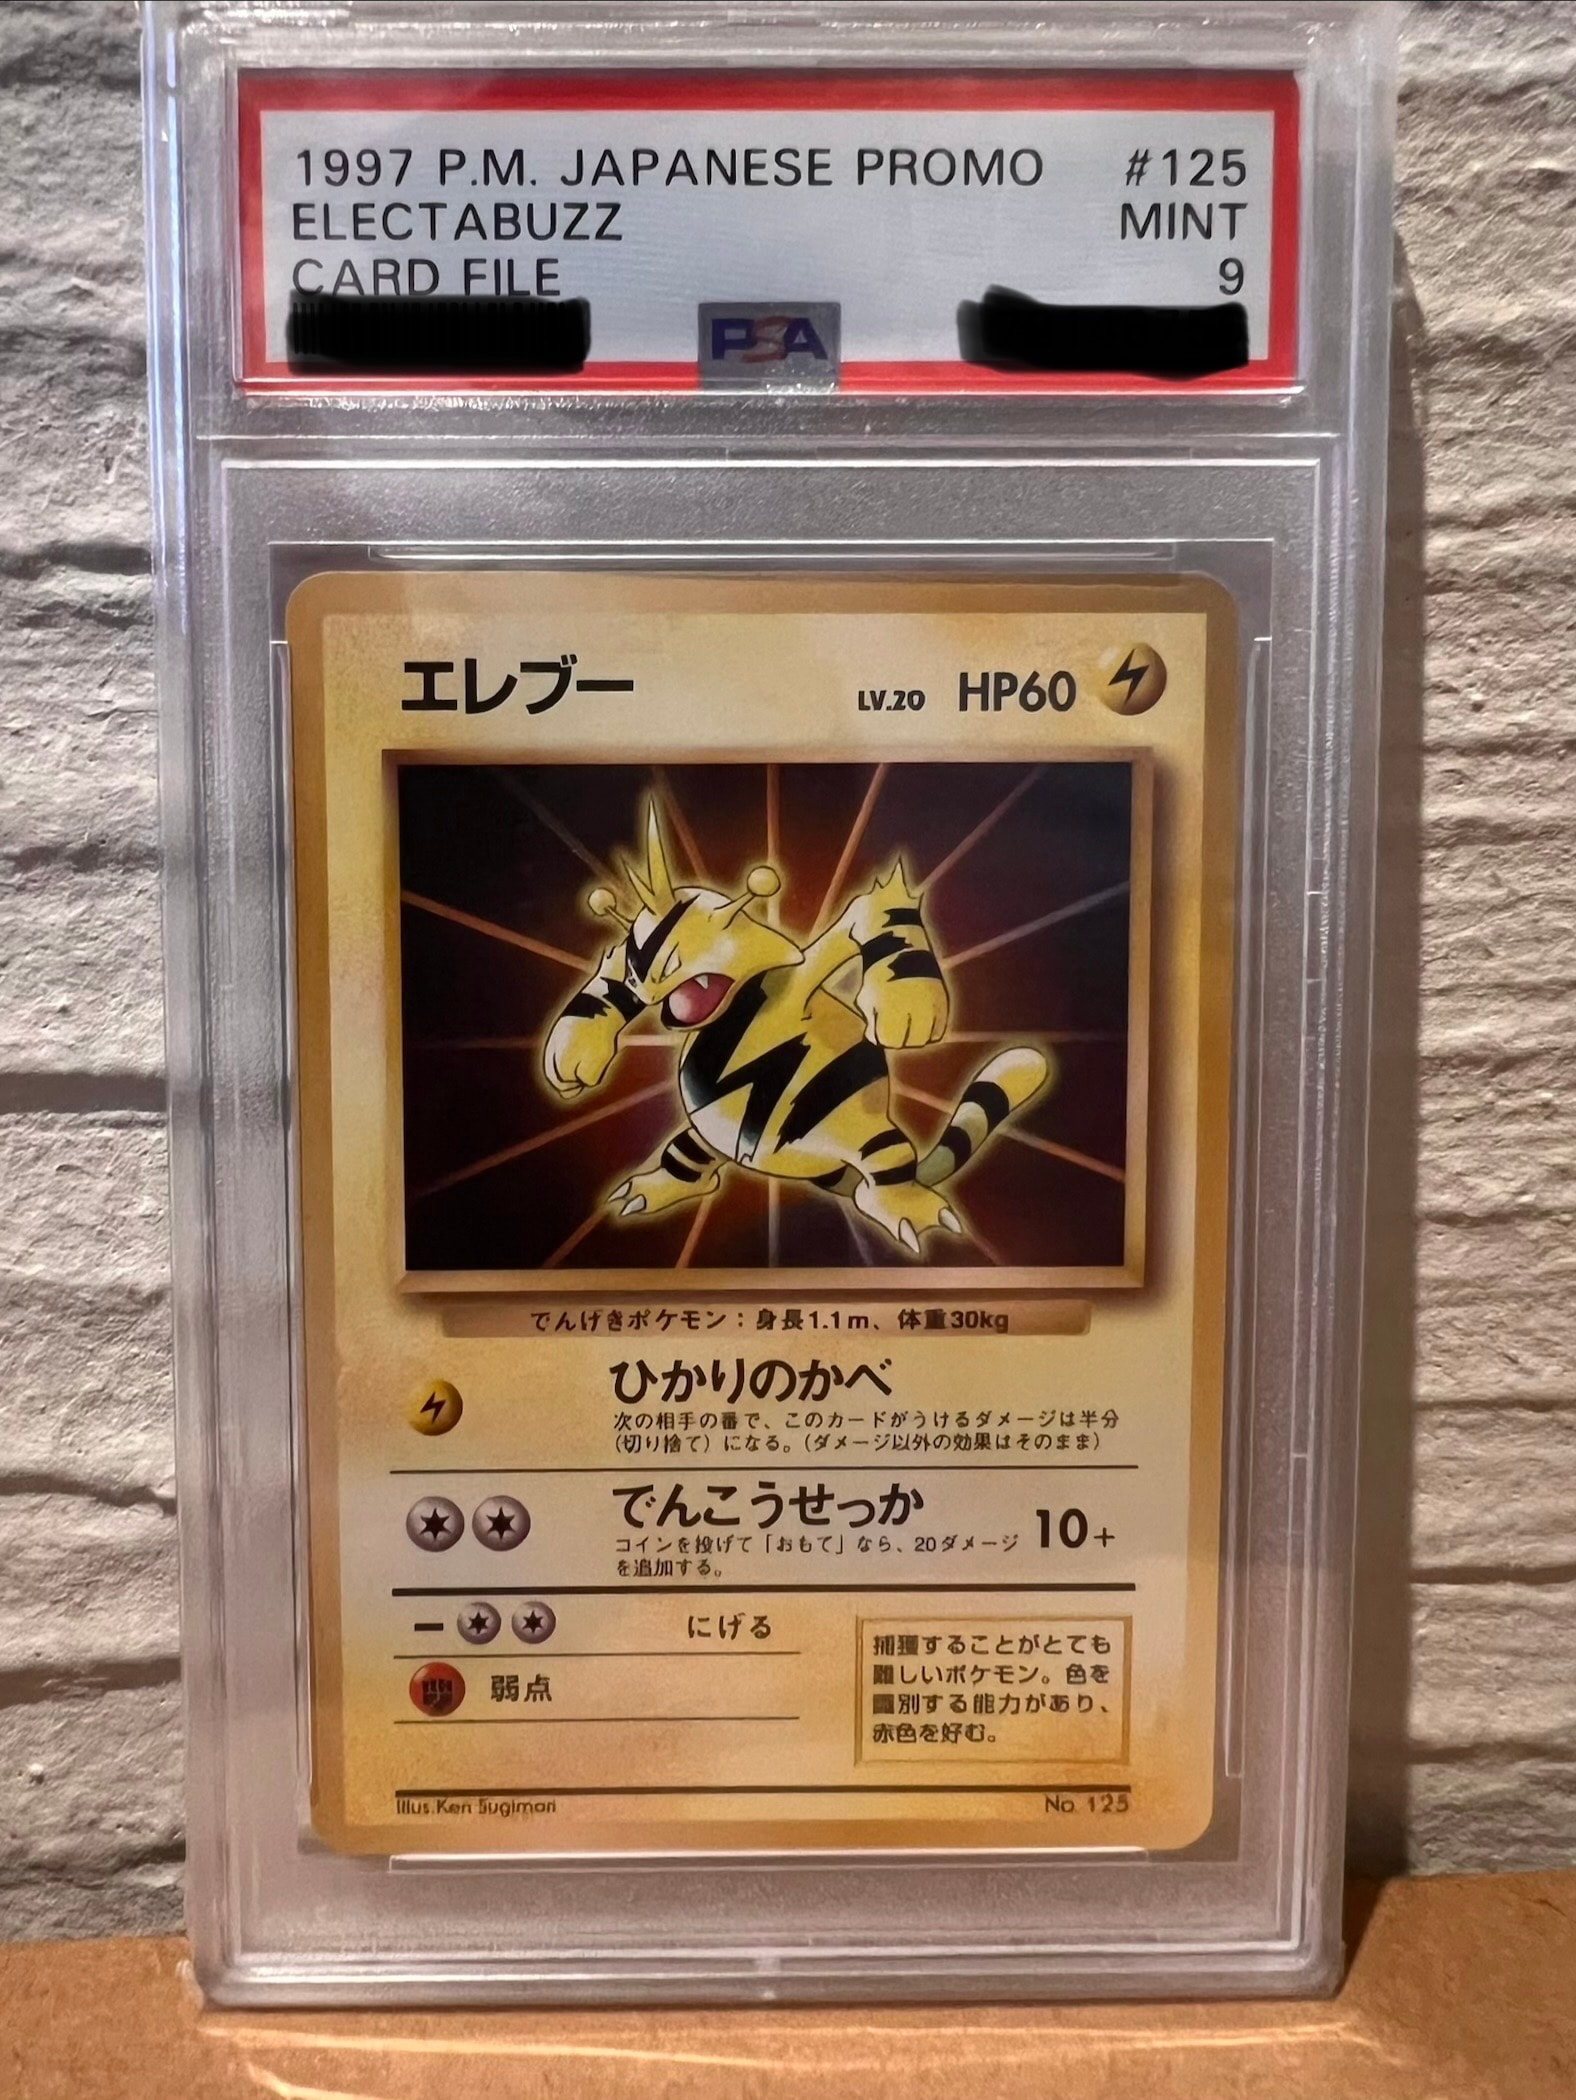 1997 P.M. JAPANESE PROMO #125
ELECTABUZZ MINT
CARD FILE 9
PSA
エレブー LV.20 HP60
でんげきポケモン：身長1.1m、体重30kg
ひかりのかべ
次の相手の番で、このカードがうけるダメージは半分
（切り捨て）になる。（ダメージ以外の効果はそのまま）
でんこうせっか 10+
コインを投げて「おもて」なら、20ダメージ
を追加する。
ー にげる
弱点
捕獲することがとても
難しいポケモン。色を
識別する能力があり、
赤色を好む。
Illus.Ken Sugimori No. 125